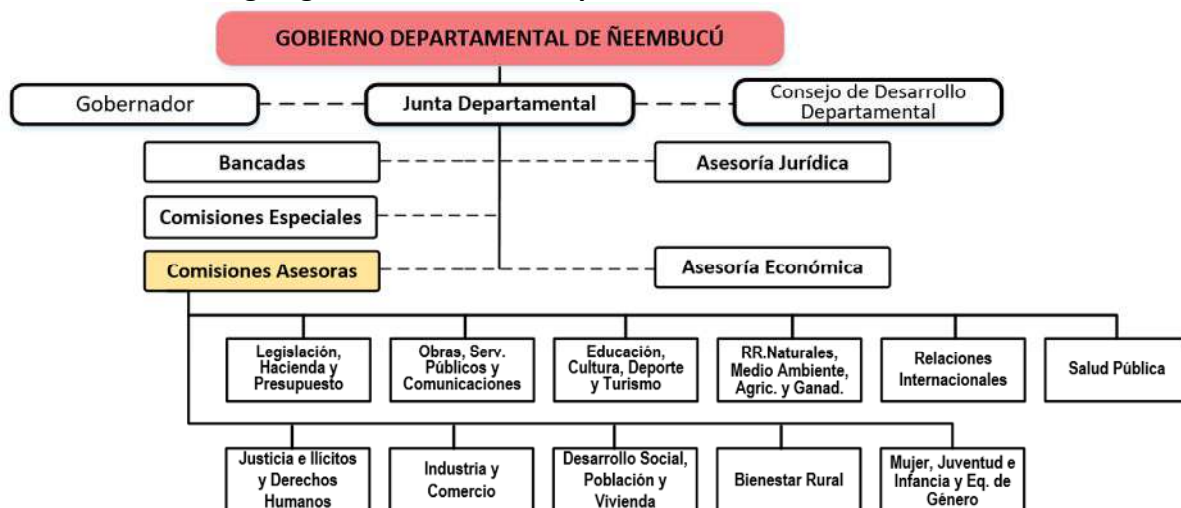 GOBIERNO DEPARTAMENTAL DE ÑEEMBUCÚ
Gobernador
Junta Departamental
Consejo de Desarrollo
Departamental
Bancadas
Asesoría Jurídica
Comisiones Especiales
Comisiones Asesoras
Asesoría Económica
Legislación,
Hacienda y
Presupuesto
Obras, Serv.
Públicos y
Comunicaciones
Educación,
Cultura, Deporte
y Turismo
RR.Naturales,
Medio Ambiente,
Agric. y Ganad.
Relaciones
Internacionales
Salud Pública
Justicia e Ilícitos
y Derechos
Humanos
Industria y
Comercio
Desarrollo Social,
Población y
Vivienda
Bienestar Rural
Mujer, Juventud e
Infancia y Eq. de
Género